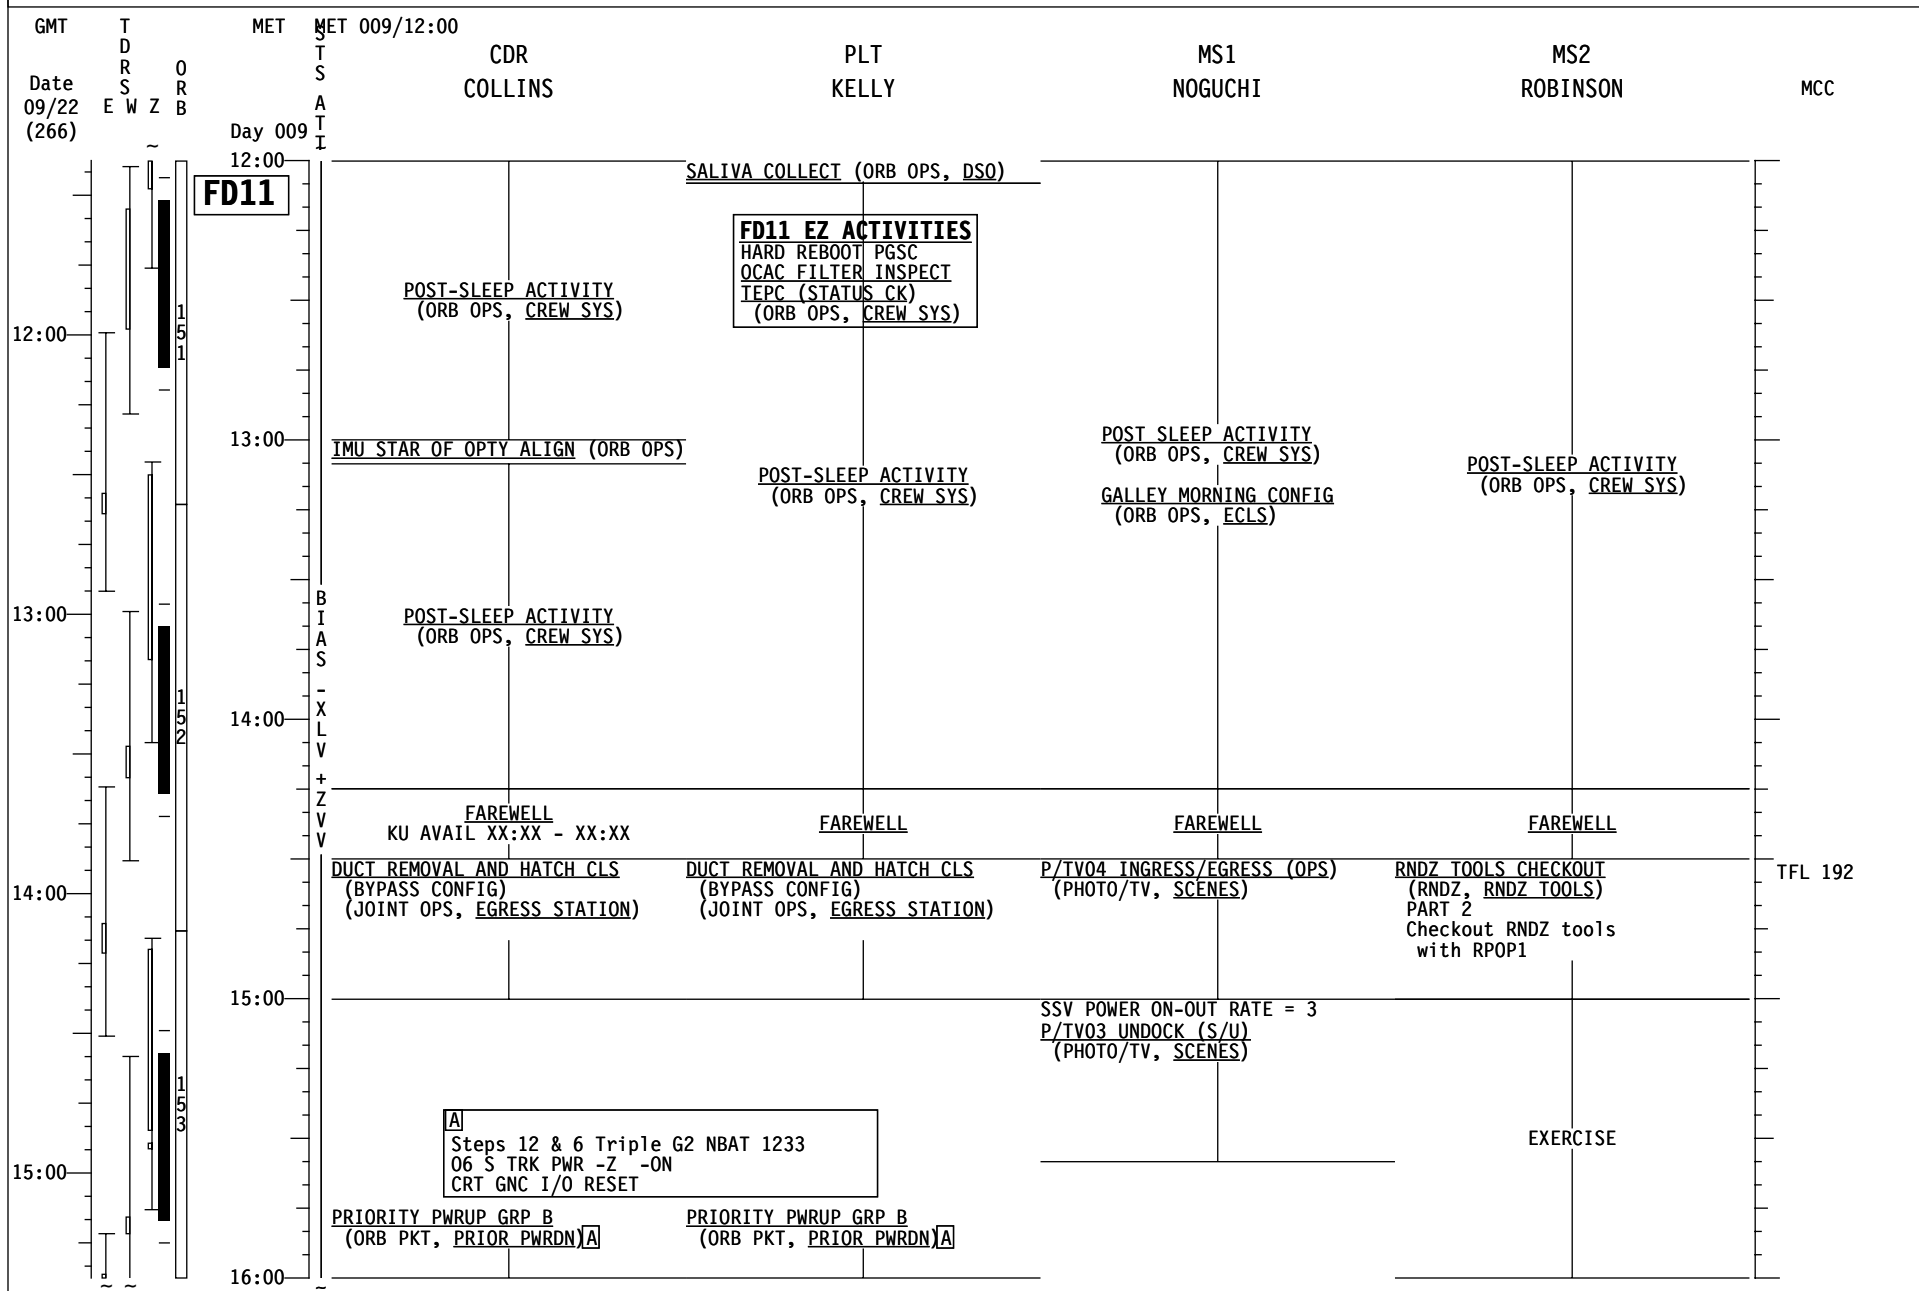 GMT T MET MET 009/12:00
D
R
S
Date 09/22 (266)
E W Z
O
R
B
S
T
S
A
T
T
CDR PLT MS1 MS2
COLLINS KELLY NOGUCHI ROBINSON MCC
Day 009
~ ~
12:00
FD11
SALIVA COLLECT (ORB OPS, DSO)
FD11 EZ ACTIVITIES
HARD REBOOT PGSC
OCAC FILTER INSPECT
TEPC (STATUS CK)
(ORB OPS, CREW SYS)
POST-SLEEP ACTIVITY
(ORB OPS, CREW SYS)
12:00
1
5
1
13:00
IMU STAR OF OPTY ALIGN (ORB OPS)
POST-SLEEP ACTIVITY
(ORB OPS, CREW SYS)
POST SLEEP ACTIVITY
(ORB OPS, CREW SYS)
GALLEY MORNING CONFIG
(ORB OPS, ECLS)
POST-SLEEP ACTIVITY
(ORB OPS, CREW SYS)
13:00
POST-SLEEP ACTIVITY
(ORB OPS, CREW SYS)
B
I
A
S
-
X
L
V
+
Z
V
V
1
5
2
14:00
FAREWELL
KU AVAIL XX:XX - XX:XX
FAREWELL
FAREWELL
FAREWELL
14:00
DUCT REMOVAL AND HATCH CLS
(BYPASS CONFIG)
(JOINT OPS, EGRESS STATION)
DUCT REMOVAL AND HATCH CLS
(BYPASS CONFIG)
(JOINT OPS, EGRESS STATION)
P/TV04 INGRESS/EGRESS (OPS)
(PHOTO/TV, SCENES)
RNDZ TOOLS CHECKOUT
(RNDZ, RNDZ TOOLS)
PART 2
Checkout RNDZ tools
with RPOP1
TFL 192
15:00
SSV POWER ON-OUT RATE = 3
P/TV03 UNDOCK (S/U)
(PHOTO/TV, SCENES)
1
5
3
A
Steps 12 & 6 Triple G2 NBAT 1233
O6 S TRK PWR -Z -ON
CRT GNC I/O RESET
EXERCISE
15:00
PRIORITY PWRUP GRP B
(ORB PKT, PRIOR PWRDN) A
PRIORITY PWRUP GRP B
(ORB PKT, PRIOR PWRDN) A
16:00
~ ~ ~